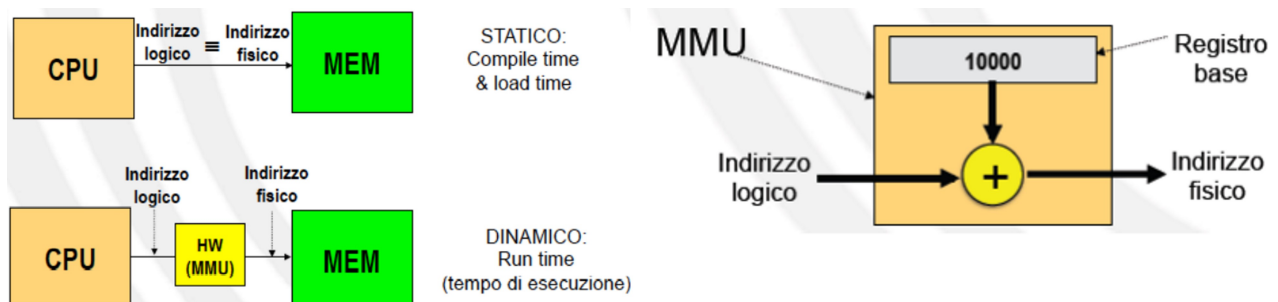 Indirizzo
logico
≡
Indirizzo
fisico
CPU
MEM
STATICO:
Compile time
& load time
Indirizzo
logico
Indirizzo
fisico
CPU
HW
(MMU)
MEM
DINAMICO:
Run time
(tempo di esecuzione)
MMU
10000
Registro
base
Indirizzo
logico
+
Indirizzo
fisico